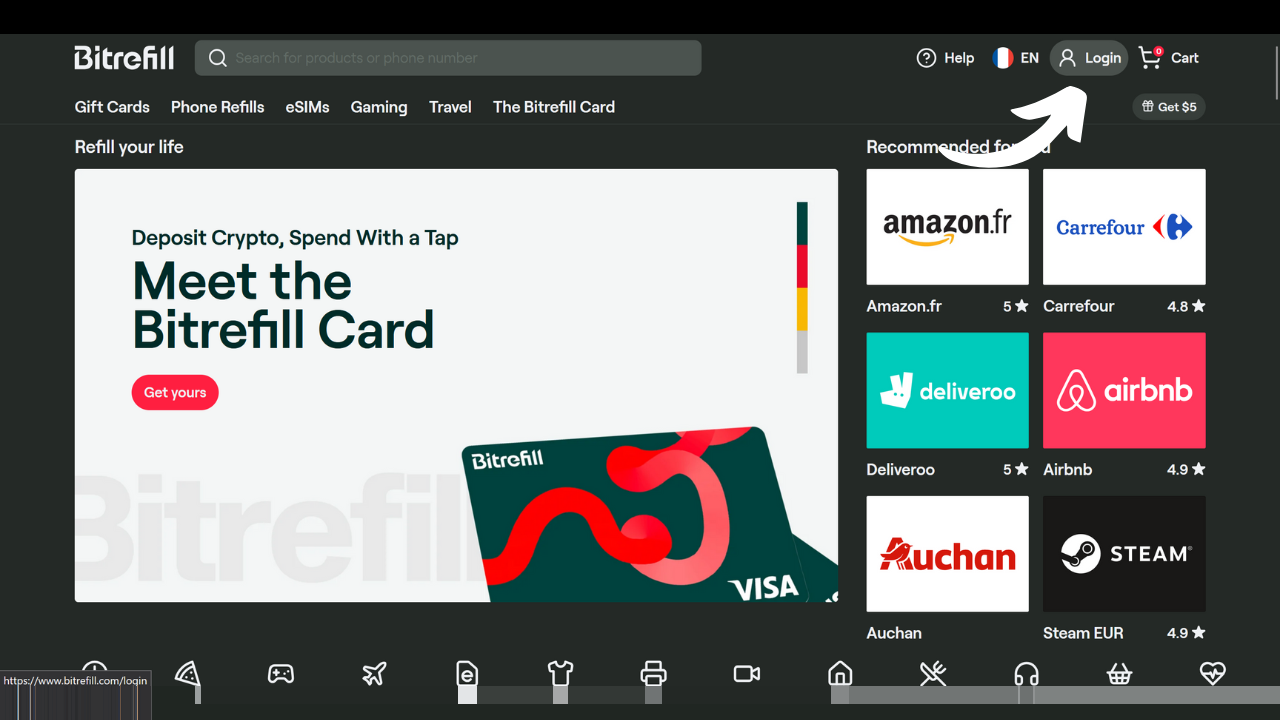 Bitrefill
Search for products or phone number
Help
EN
Login
0
Cart
Gift Cards
Phone Refills
eSIMs
Gaming
Travel
The Bitrefill Card
Get $5
Refill your life
Deposit Crypto, Spend With a Tap
Meet the
Bitrefill Card
Get yours
Bitrefill
Bitrefill
VISA
Recommended
amazon.fr
Amazon.fr
5
Carrefour
Carrefour
4.8
deliveroo
Deliveroo
5
airbnb
Airbnb
4.9
Auchan
Auchan
STEAM
Steam EUR
4.9
e
https://www.bitrefill.com/login